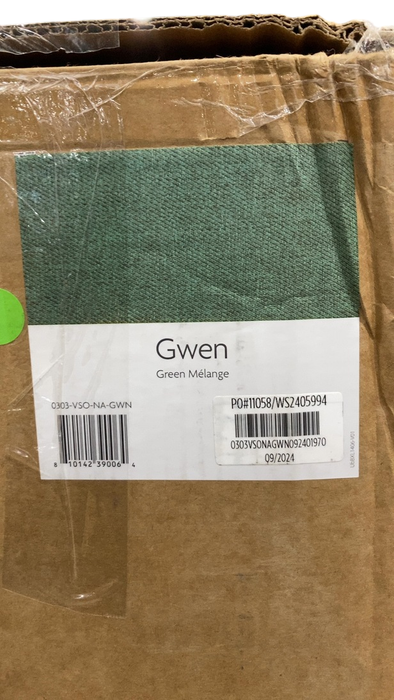 Gwen
Green Mélange
0303-VSO-NA-GWN
8 10142 39006 4
PO#11058/WS2405994
0303VSONAGWN092401970
09/2024